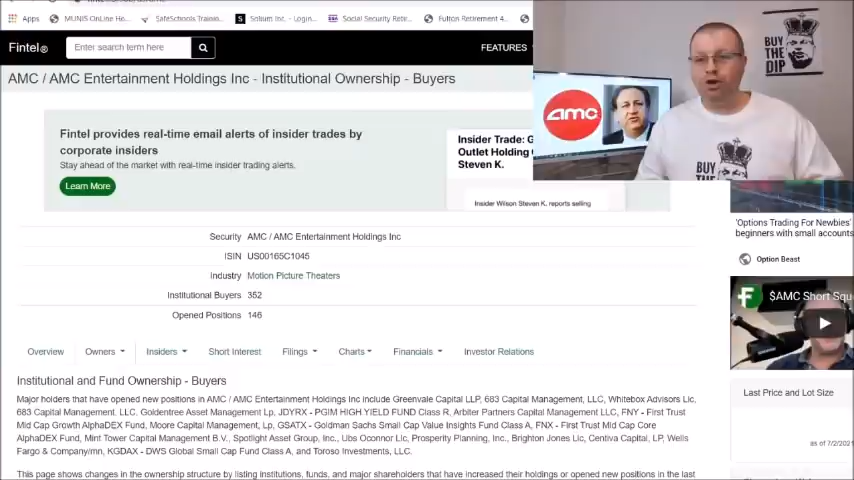 Apps
MUNIS OnLine Ho...
SafeSchools Trainin...
S Solium Inc. - Login...
Social Security Retir...
Fulton Retirement 4...
Fintel®
Enter search term here
FEATURES
AMC / AMC Entertainment Holdings Inc - Institutional Ownership - Buyers
Fintel provides real-time email alerts of insider trades by
corporate insiders
Stay ahead of the market with real-time insider trading alerts.
Learn More
Insider Trade: G
Outlet Holding
Steven K.
Insider Wilson Steven K. reports selling
amc
BUY
THE
DIP
BUY
THE
Security AMC / AMC Entertainment Holdings Inc
ISIN US00165C1045
Industry Motion Picture Theaters
Institutional Buyers 352
Opened Positions 146
'Options Trading For Newbies'
beginners with small accounts
Option Beast
$AMC Short Squ
Overview Owners Insiders Short Interest Filings Charts Financials Investor Relations
Institutional and Fund Ownership - Buyers
Major holders that have opened new positions in AMC / AMC Entertainment Holdings Inc include Greenvale Capital LLP, 683 Capital Management, LLC, Whitebox Advisors Llc,
683 Capital Management, LLC, Goldentree Asset Management Lp, JDYRX - PGIM HIGH YIELD FUND Class R, Arbiter Partners Capital Management LLC, FNY - First Trust
Mid Cap Growth AlphaDEX Fund, Moore Capital Management, Lp, GSATX - Goldman Sachs Small Cap Value Insights Fund Class A, FNX - First Trust Mid Cap Core
AlphaDEX Fund, Mint Tower Capital Management B.V., Spotlight Asset Group, Inc., Ubs Oconnor Llc, Prosperity Planning, Inc., Brighton Jones Llc, Centiva Capital, LP, Wells
Fargo & Company/mn, KGDAX - DWS Global Small Cap Fund Class A, and Toroso Investments, LLC.
This page shows changes in the ownership structure by listing institutions, funds, and major shareholders that have increased their holdings or opened new positions in the last
Last Price and Lot Size
as of 7/2/2021